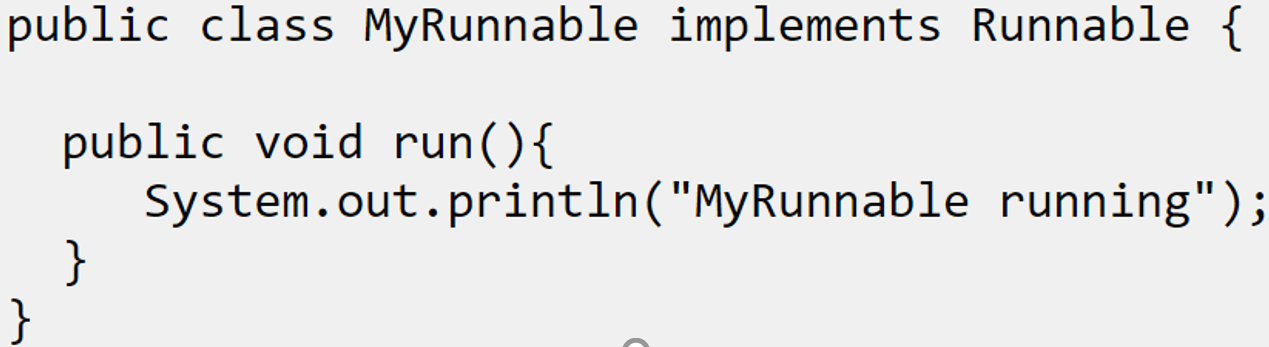 public class MyRunnable implements Runnable {
public void run(){
System.out.println("MyRunnable running");
}
}